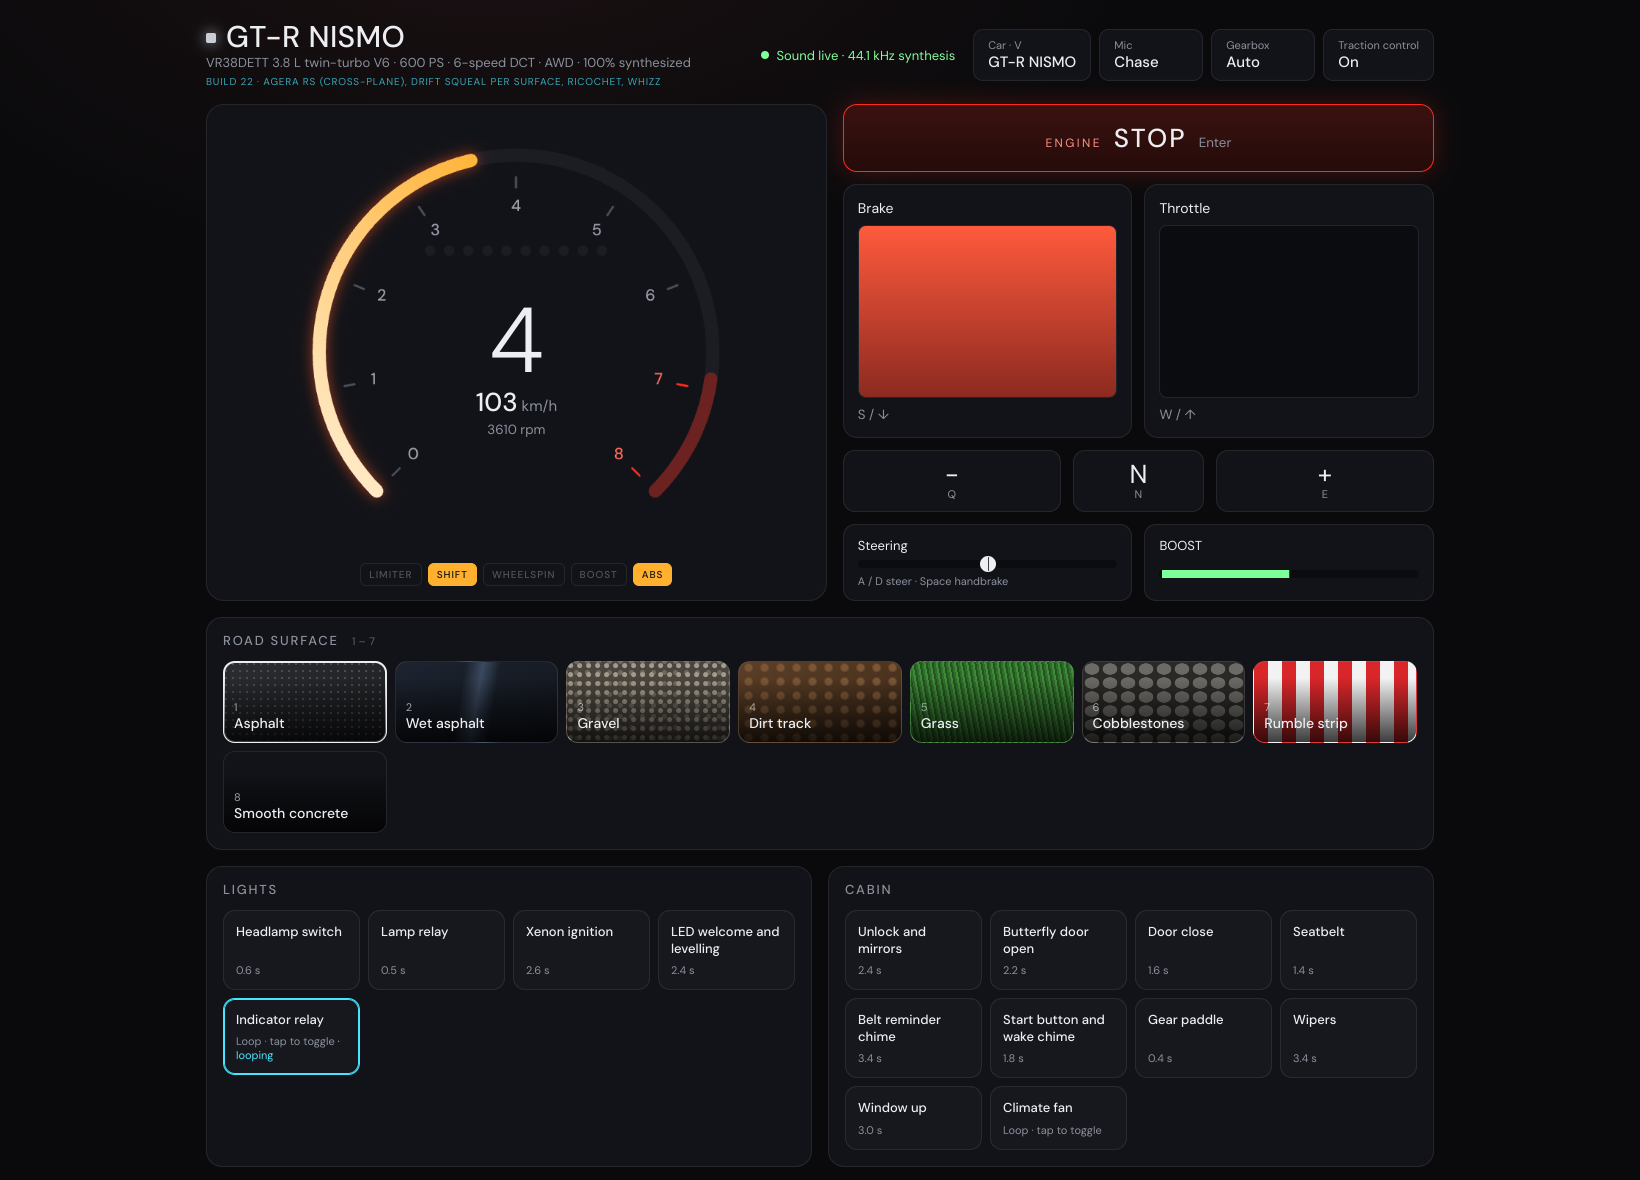 GT-R NISMO
VR38DETT 3.8 L twin-turbo V6 · 600 PS · 6-speed DCT · AWD · 100% synthesized
BUILD 22 · AGERA RS (CROSS-PLANE), DRIFT SQUEAL PER SURFACE, RICOCHET, WHIZZ
Sound live · 44.1 kHz synthesis
Car · V
GT-R NISMO
Mic
Chase
Gearbox
Auto
Traction control
On
0
1
2
3
4
5
6
7
8
4
103 km/h
3610 rpm
LIMITER
SHIFT
WHEELSPIN
BOOST
ABS
ENGINE STOP Enter
Brake
S / ↓
Throttle
W / ↑
−
Q
N
N
+
E
Steering
A / D steer · Space handbrake
BOOST
ROAD SURFACE 1 – 7
1
Asphalt
2
Wet asphalt
3
Gravel
4
Dirt track
5
Grass
6
Cobblestones
7
Rumble strip
8
Smooth concrete
LIGHTS
Headlamp switch
0.6 s
Lamp relay
0.5 s
Xenon ignition
2.6 s
LED welcome and
levelling
2.4 s
Indicator relay
Loop · tap to toggle ·
looping
CABIN
Unlock and
mirrors
2.4 s
Butterfly door
open
2.2 s
Door close
1.6 s
Seatbelt
1.4 s
Belt reminder
chime
3.4 s
Start button and
wake chime
1.8 s
Gear paddle
0.4 s
Wipers
3.4 s
Window up
3.0 s
Climate fan
Loop · tap to toggle